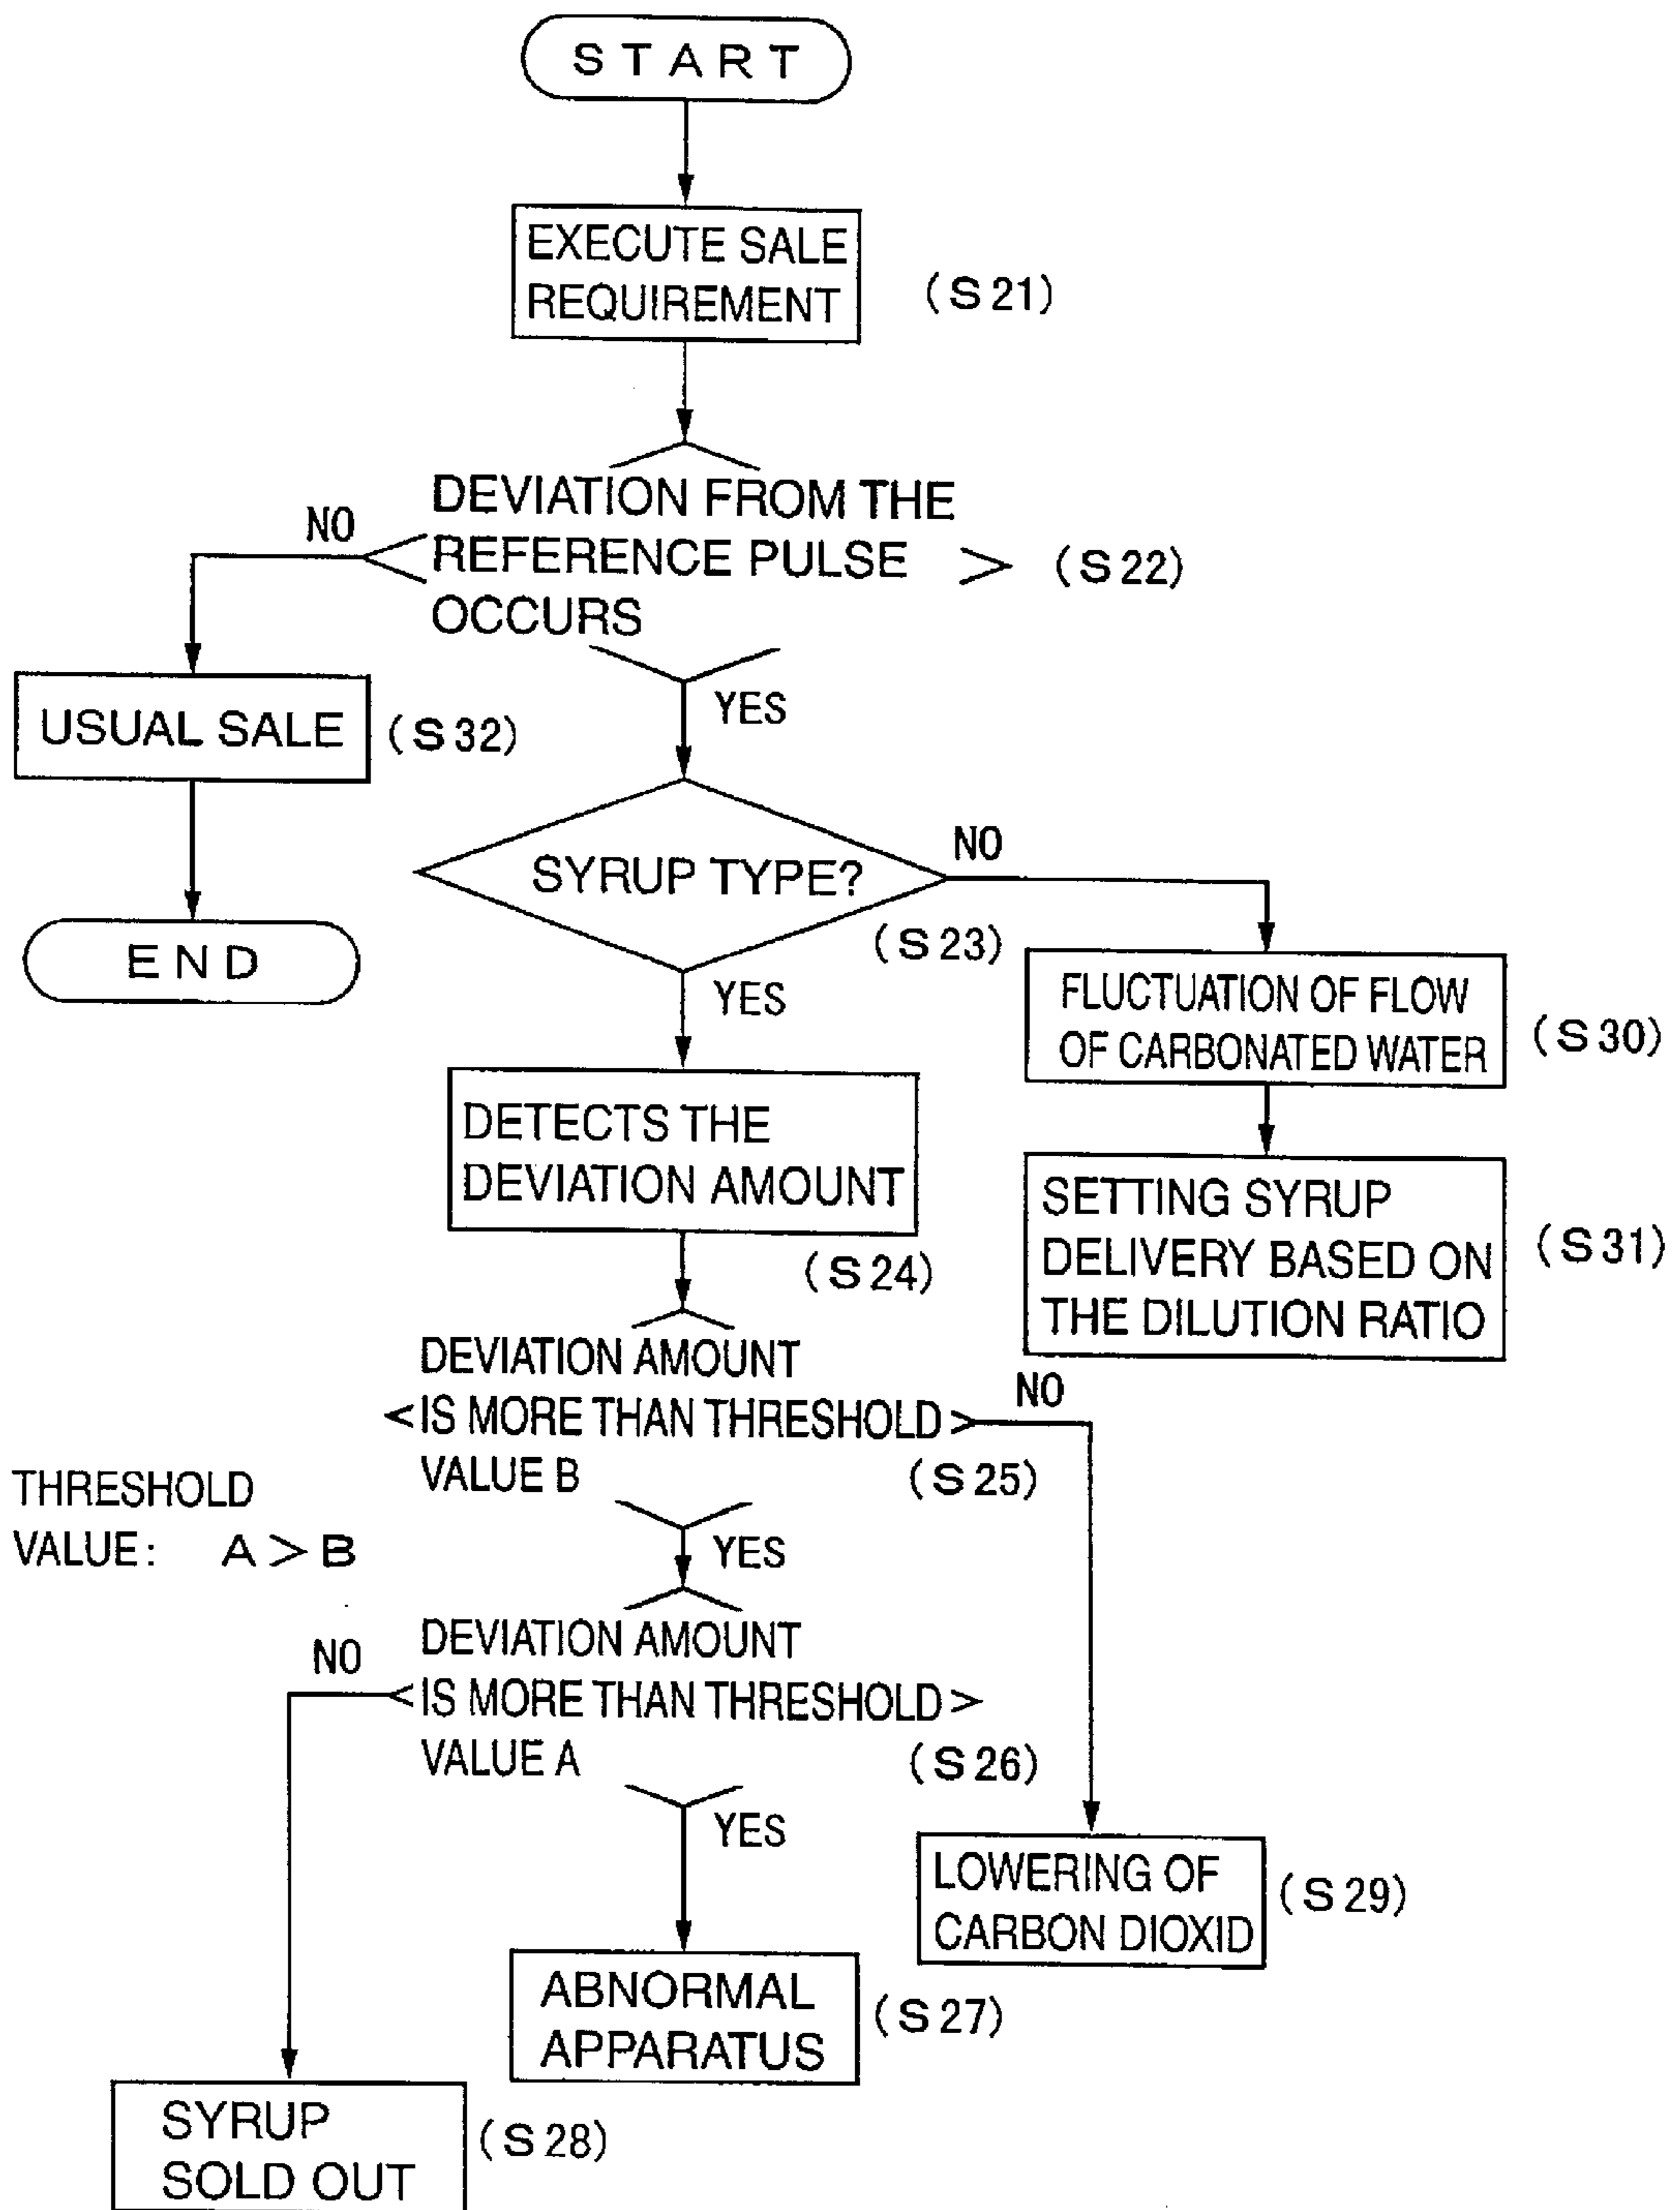 START
EXECUTE SALE
REQUIREMENT
(S21)
DEVIATION FROM THE
REFERENCE PULSE
OCCURS
(S22)
NO
YES
USUAL SALE
(S32)
END
SYRUP TYPE?
(S23)
NO
YES
FLUCTUATION OF FLOW
OF CARBONATED WATER
(S30)
SETTING SYRUP
DELIVERY BASED ON
THE DILUTION RATIO
(S31)
DETECTS THE
DEVIATION AMOUNT
(S24)
DEVIATION AMOUNT
IS MORE THAN THRESHOLD
VALUE B
(S25)
NO
YES
THRESHOLD
VALUE: A > B
DEVIATION AMOUNT
IS MORE THAN THRESHOLD
VALUE A
(S26)
NO
YES
LOWERING OF
CARBON DIOXID
(S29)
ABNORMAL
APPARATUS
(S27)
SYRUP
SOLD OUT
(S28)